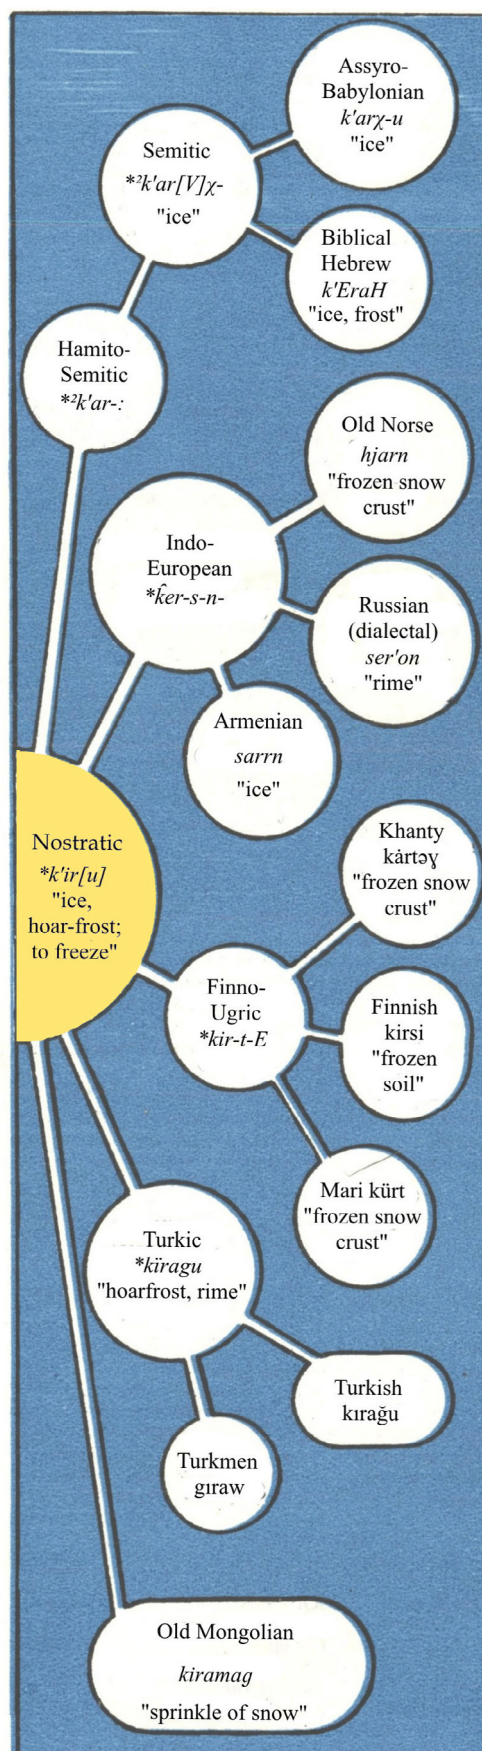 Assyro-
Babylonian
k'arχ-u
"ice"
Semitic
*²k'ar[V]χ-
"ice"
Biblical
Hebrew
k'EraH
"ice, frost"
Hamito-
Semitic
*²k'ar-:
Old Norse
hjarn
"frozen snow
crust"
Indo-
European
*k̂er-s-n-
Russian
(dialectal)
ser'on
"rime"
Armenian
sarrn
"ice"
Nostratic
*k'ir[u]
"ice,
hoar-frost;
to freeze"
Khanty
kȧrtəɣ
"frozen snow
crust"
Finno-
Ugric
*kir-t-E
Finnish
kirsi
"frozen
soil"
Mari kürt
"frozen snow
crust"
Turkic
*kïragu
"hoarfrost, rime"
Turkish
kırağu
Turkmen
gıraw
Old Mongolian
kiramag
"sprinkle of snow"